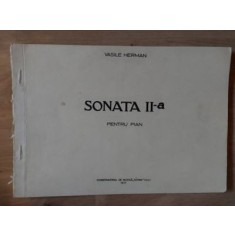 VASILE HERMAN
SONATA II-a
PENTRU PIAN